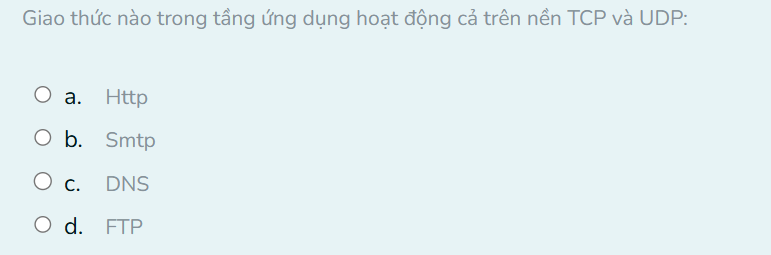 Giao thức nào trong tầng ứng dụng hoạt động cả trên nền TCP và UDP:
a. Http
b. Smtp
c. DNS
d. FTP